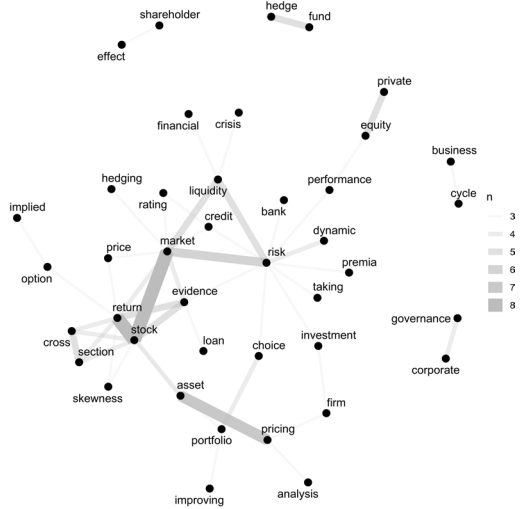 hedge
shareholder
fund
effect
private
financial
crisis
equity
business
hedging
liquidity
performance
rating
bank
cycle
n
implied
credit
3
market
dynamic
4
price
risk
premia
5
option
evidence
taking
6
return
governance
7
cross
stock
investment
8
section
loan
choice
corporate
skewness
asset
firm
portfolio
pricing
improving
analysis